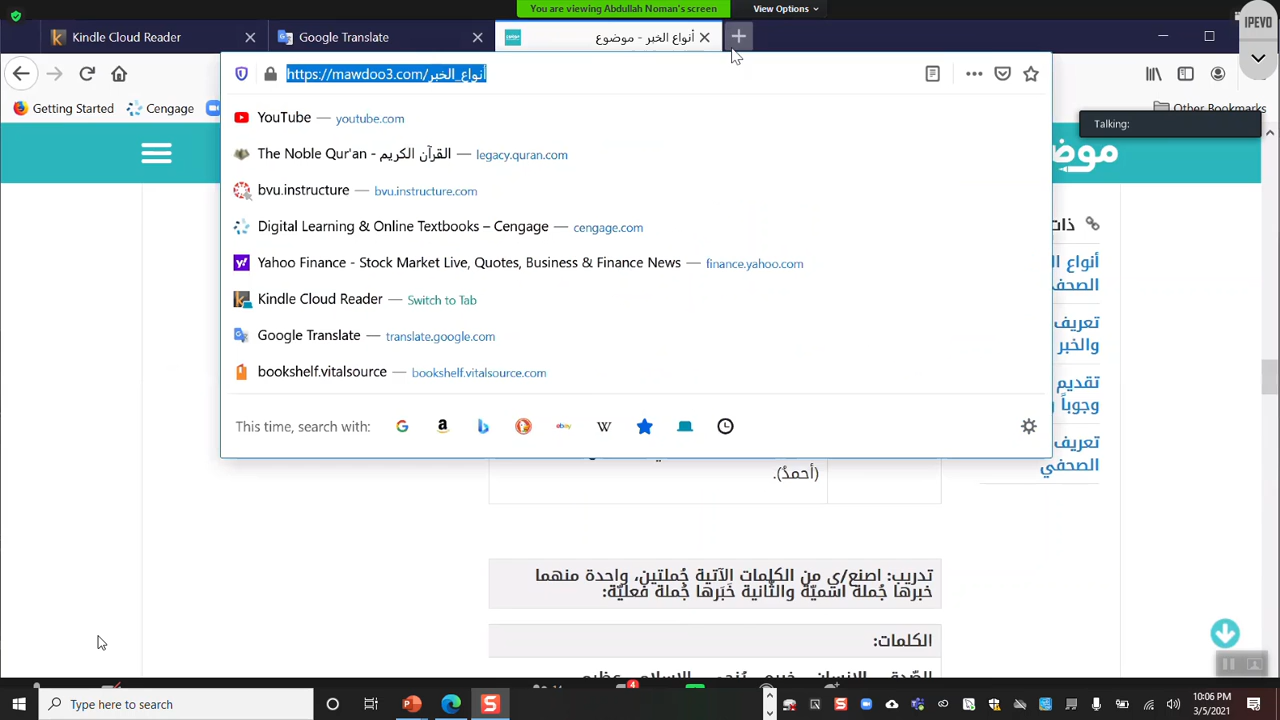 You are viewing Abdullah Noman's screen
View Options
IPEVO
Kindle Cloud Reader
Google Translate
أنواع الخبر - موضوع
https://mawdoo3.com/أنواع_الخبر
Getting Started
Cengage
Other Bookmarks
Talking:
YouTube — youtube.com
The Noble Qur'an - القرآن الكريم — legacy.quran.com
bvu.instructure — bvu.instructure.com
Digital Learning & Online Textbooks – Cengage — cengage.com
Yahoo Finance - Stock Market Live, Quotes, Business & Finance News — finance.yahoo.com
Kindle Cloud Reader — Switch to Tab
Google Translate — translate.google.com
bookshelf.vitalsource — bookshelf.vitalsource.com
This time, search with:
ذات
أنواع
الصحفي
تعريف
والخبر
تقديم
وجوباً
تعريف
الصحفي
(أحمدُ).
تدريب: اصنع/ي من الكلمات الآتية جُملتين، واحدة منهما
خبرها جُملة اسميّة والثّانية خَبَرها جُملة فعليّة:
الكلمات:
Type here to search
10:06 PM
3/5/2021